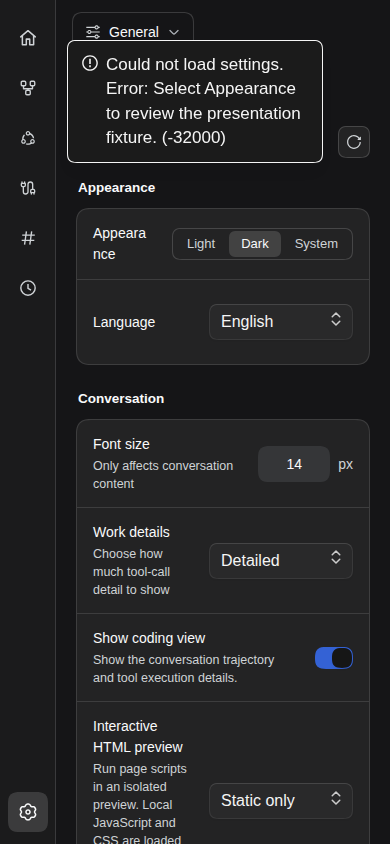 General
Could not load settings.
Error: Select Appearance
to review the presentation
fixture. (-32000)
Appearance
Appeara
nce
Light
Dark
System
Language
English
Conversation
Font size
Only affects conversation
content
14
px
Work details
Choose how
much tool-call
detail to show
Detailed
Show coding view
Show the conversation trajectory
and tool execution details.
Interactive
HTML preview
Run page scripts
in an isolated
preview. Local
JavaScript and
CSS are loaded
Static only